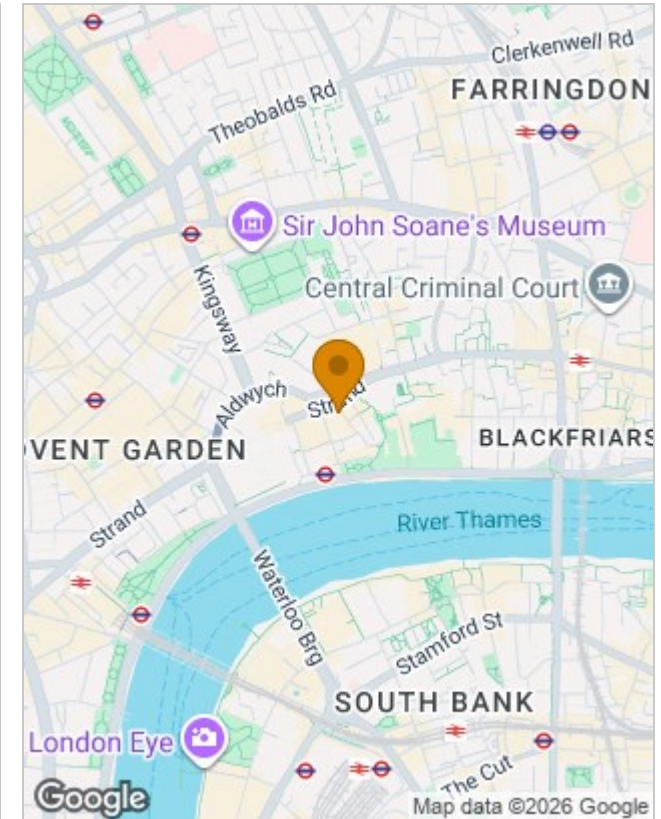 Clerkenwell Rd
FARRINGDON
Theobalds Rd
Sir John Soane's Museum
Central Criminal Court
Kingsway
Aldwych
Strand
VENT GARDEN
BLACKFRIARS
River Thames
Strand
Waterloo Brg
Stamford St
SOUTH BANK
London Eye
The Cut
Google
Map data ©2026 Google